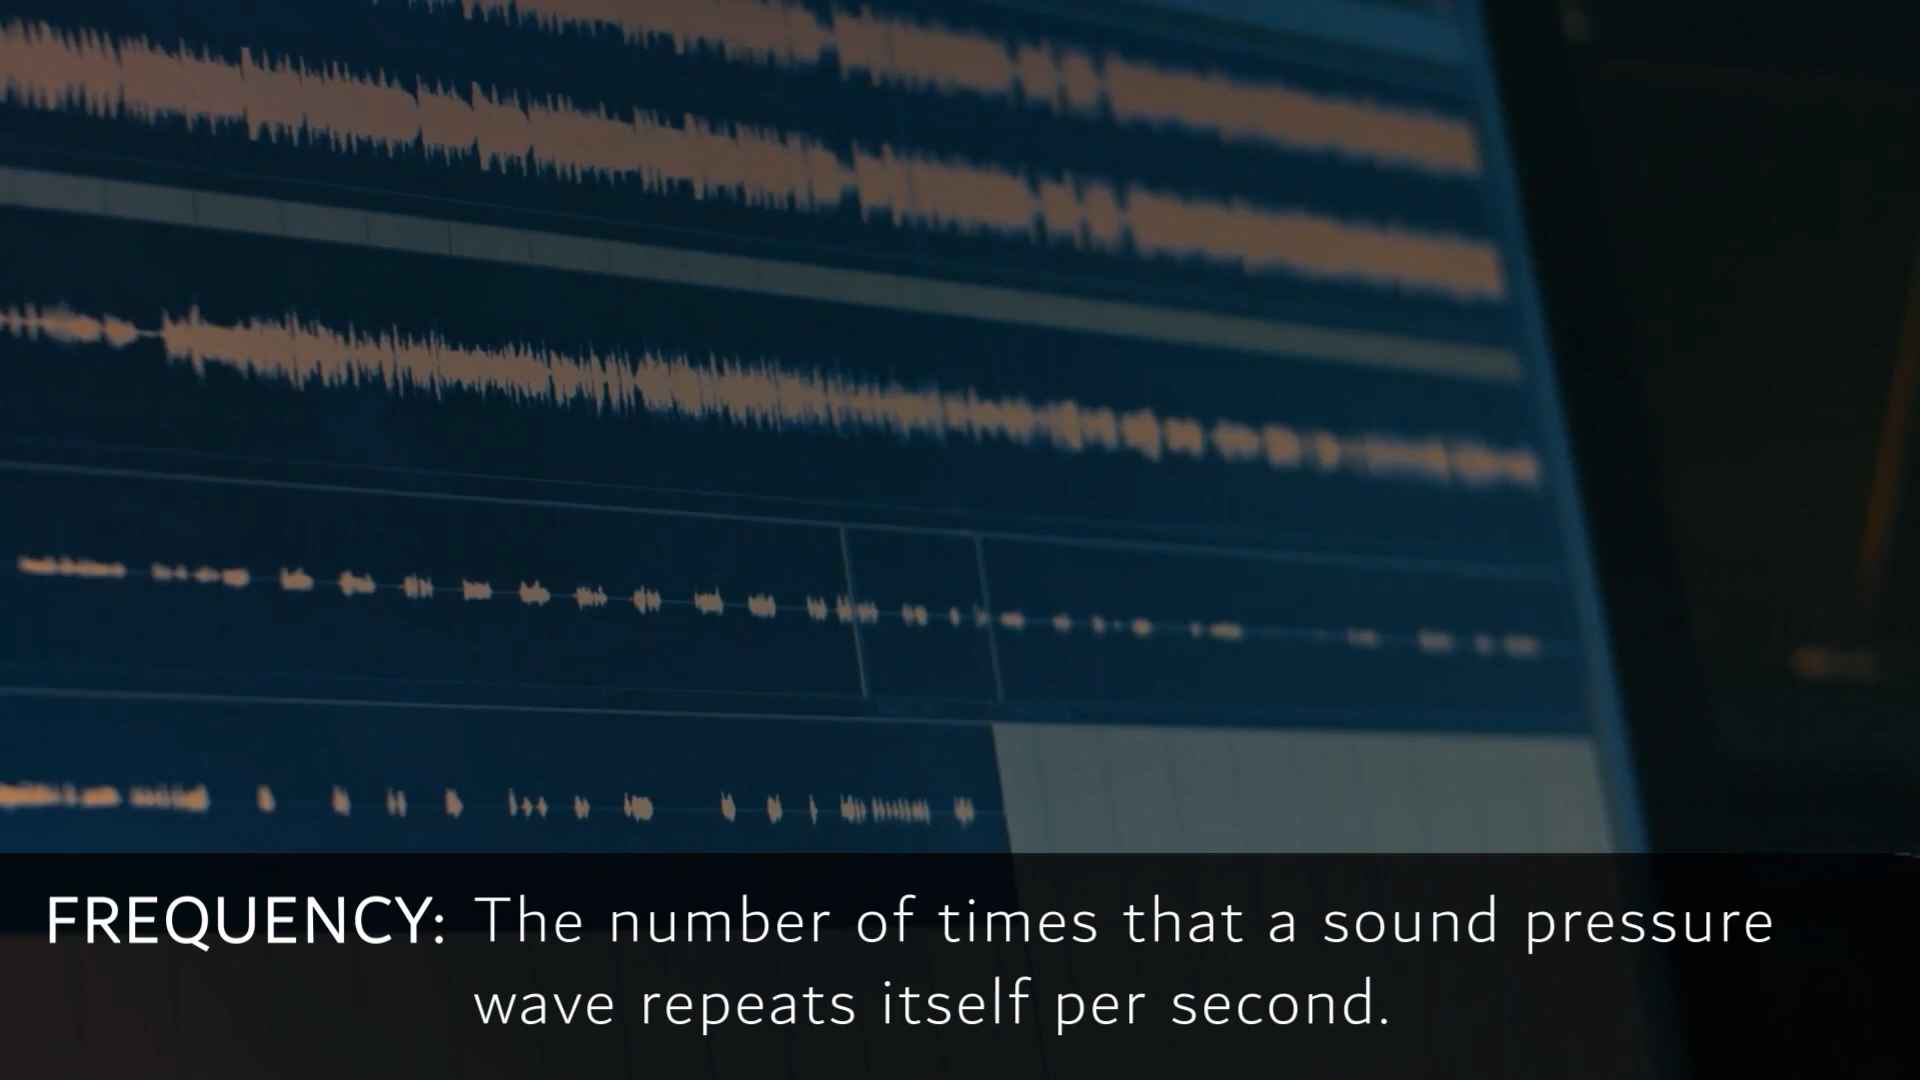 FREQUENCY: The number of times that a sound pressure
wave repeats itself per second.